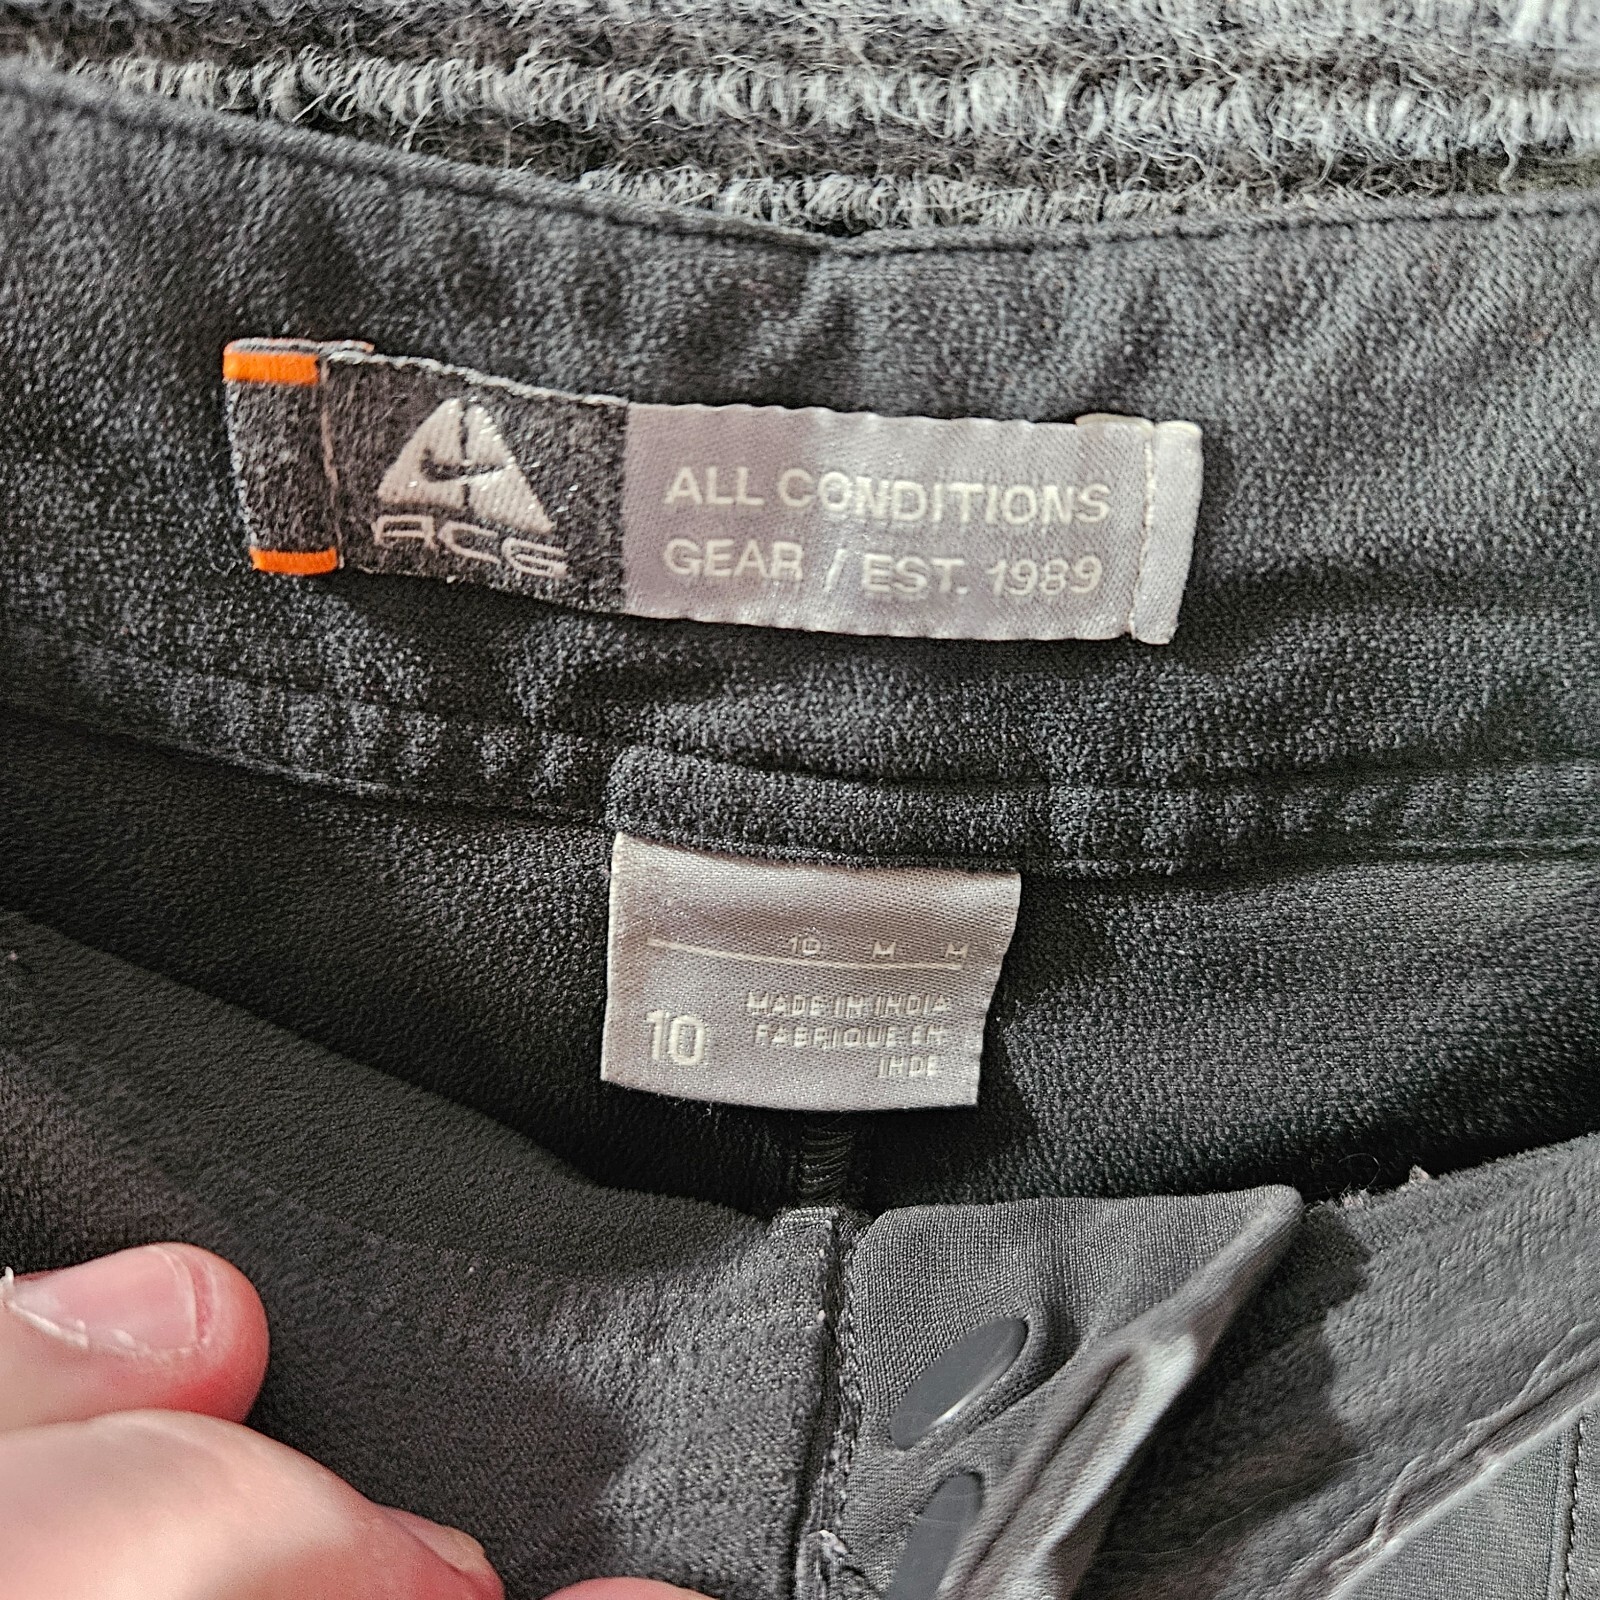 ACG
ALL CONDITIONS
GEAR / EST. 1989
10 M M
10
MADE IN INDIA
FABRIQUE EN
INDE